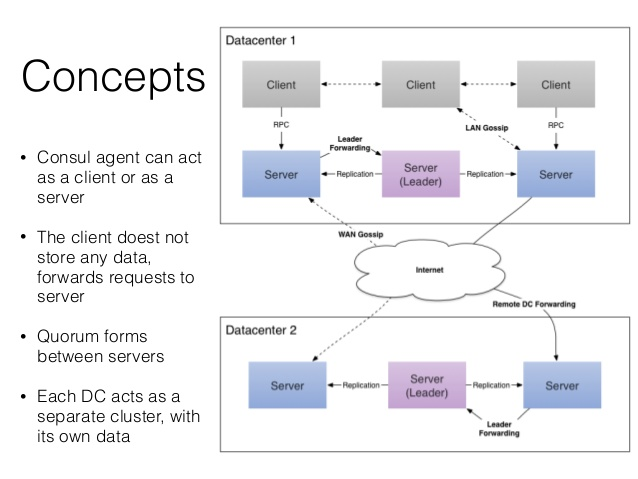 Concepts
• Consul agent can act
as a client or as a
server
• The client doest not
store any data,
forwards requests to
server
• Quorum forms
between servers
• Each DC acts as a
separate cluster, with
its own data
Datacenter 1
Client
Client
Client
RPC
LAN Gossip
RPC
Leader
Forwarding
Server
Replication
Server
(Leader)
Replication
Server
WAN Gossip
Internet
Remote DC Forwarding
Datacenter 2
Server
Replication
Server
(Leader)
Replication
Server
Leader
Forwarding